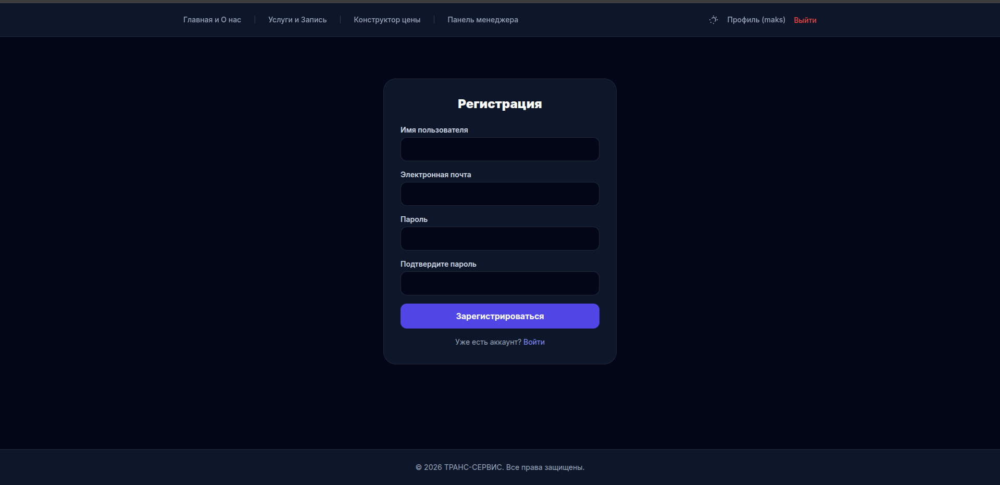 Главная и О нас
Услуги и Запись
Конструктор цены
Панель менеджера
Профиль (maks)
Выйти
Регистрация
Имя пользователя
Электронная почта
Пароль
Подтвердите пароль
Зарегистрироваться
Уже есть аккаунт? Войти
© 2026 ТРАНС-СЕРВИС. Все права защищены.